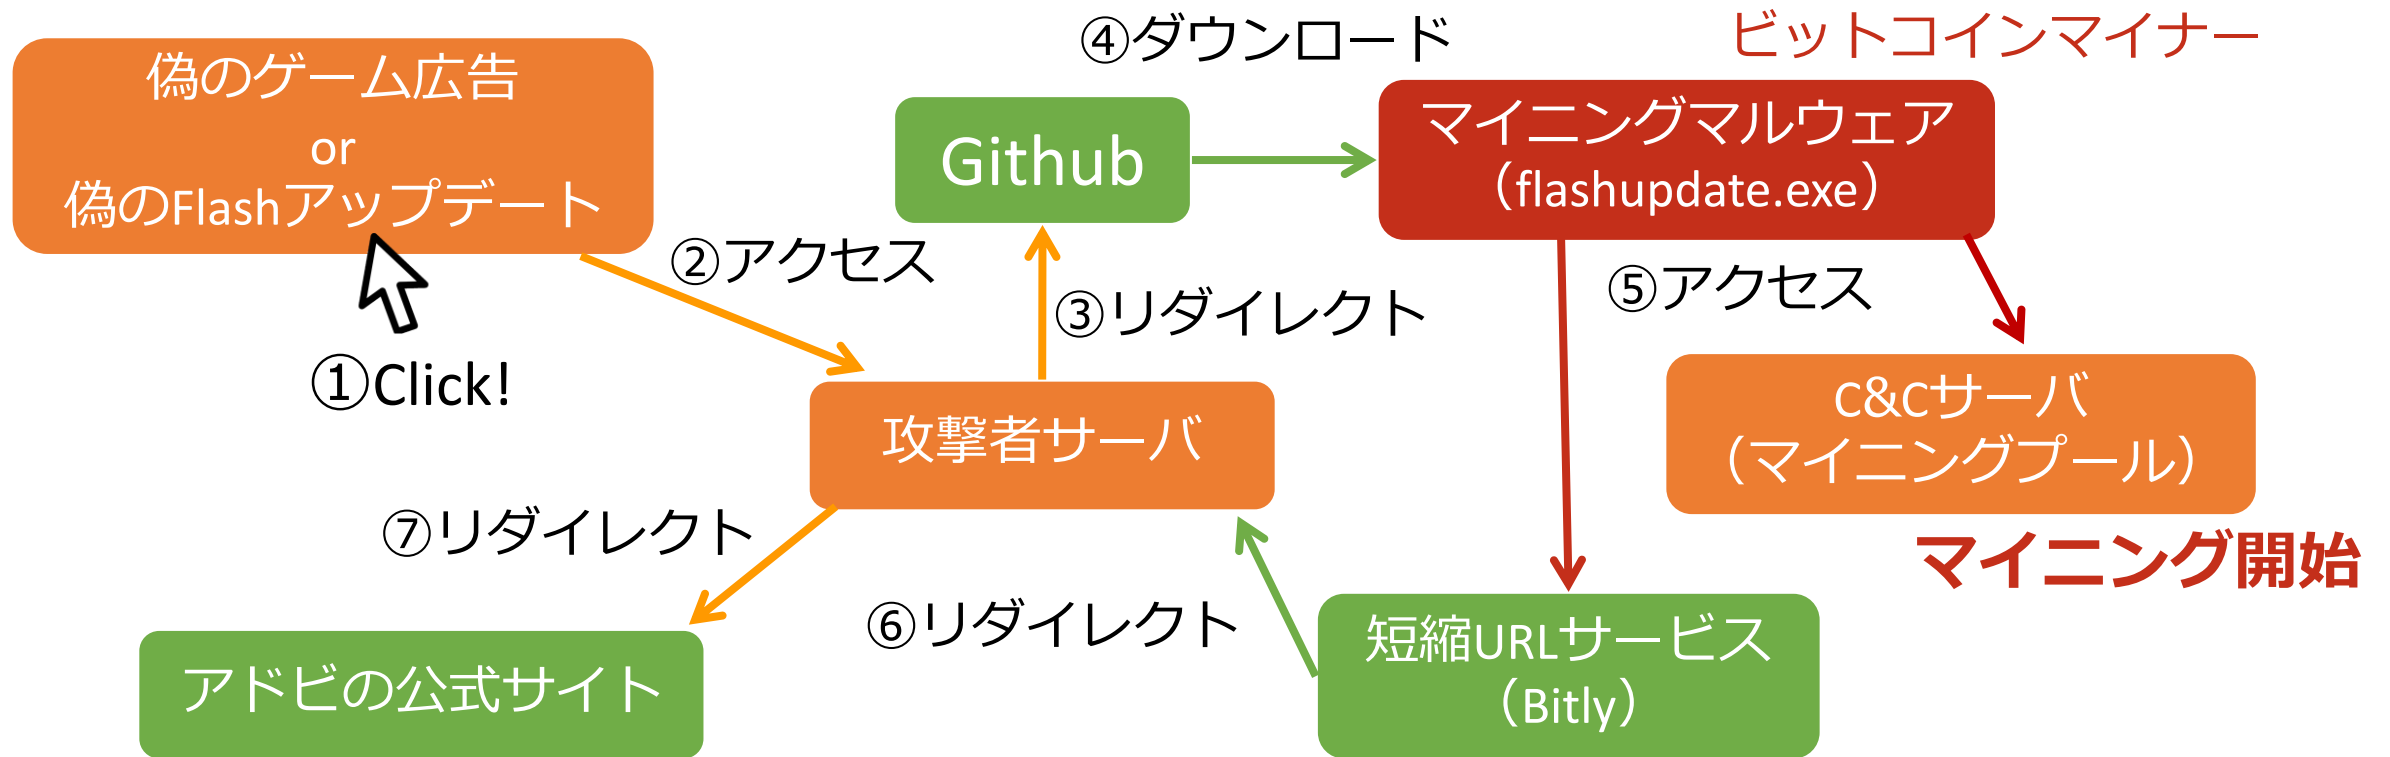 偽のゲーム広告
or
偽のFlashアップデート
①Click!
②アクセス
攻撃者サーバ
③リダイレクト
Github
④ダウンロード
ビットコインマイナー
マイニングマルウェア
（flashupdate.exe）
⑤アクセス
C&Cサーバ
（マイニングプール）
マイニング開始
短縮URLサービス
（Bitly）
⑥リダイレクト
⑦リダイレクト
アドビの公式サイト